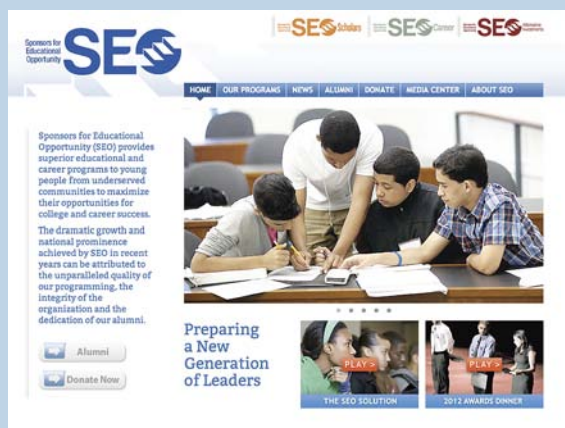 Sponsors for
Educational
Opportunity
SEO
SEO Scholars
SEO Career
SEO
HOME
OUR PROGRAMS
NEWS
ALUMNI
DONATE
MEDIA CENTER
ABOUT SEO
Sponsors for Educational
Opportunity (SEO) provides
superior educational and
career programs to young
people from underserved
communities to maximize
their opportunities for
college and career success.
The dramatic growth and
national prominence
achieved by SEO in recent
years can be attributed to
the unparalleled quality of
our programming, the
integrity of the
organization and the
dedication of our alumni.
Alumni
Donate Now
Preparing
a New
Generation
of Leaders
PLAY >
THE SEO SOLUTION
PLAY >
2012 AWARDS DINNER